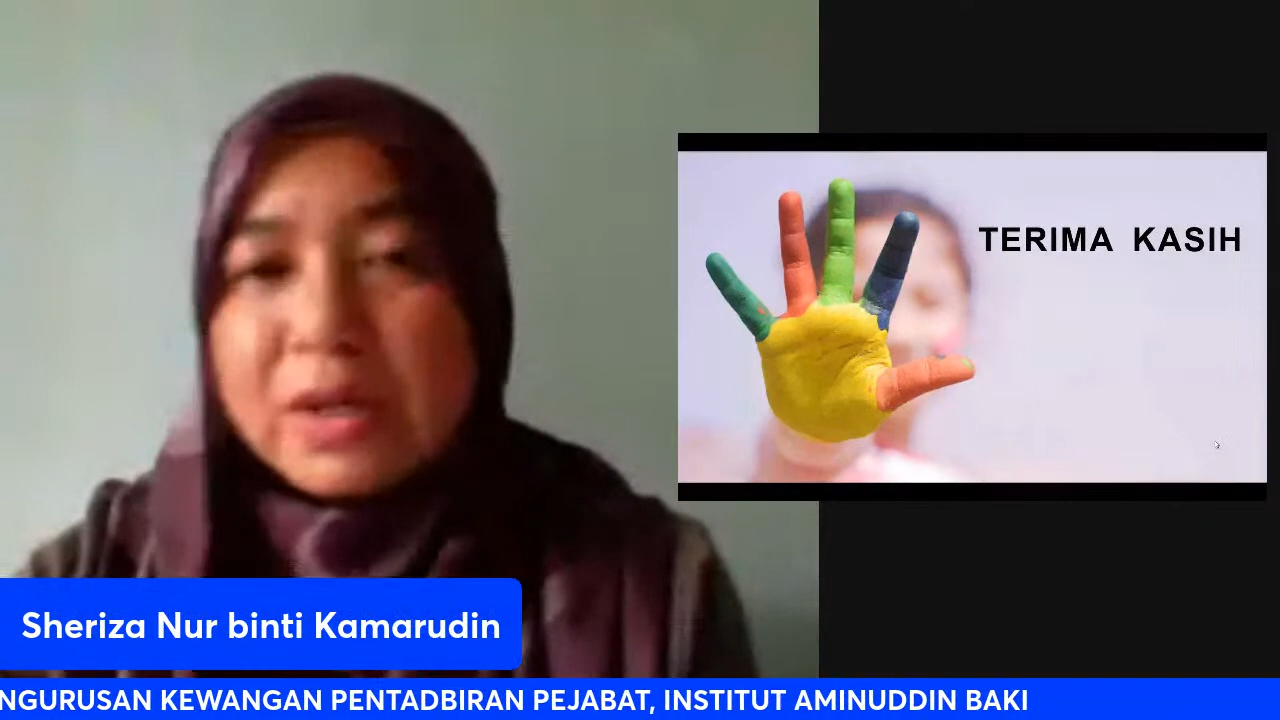 TERIMA KASIH
Sheriza Nur binti Kamarudin
NGURUSAN KEWANGAN PENTADBIRAN PEJABAT, INSTITUT AMINUDDIN BAKI